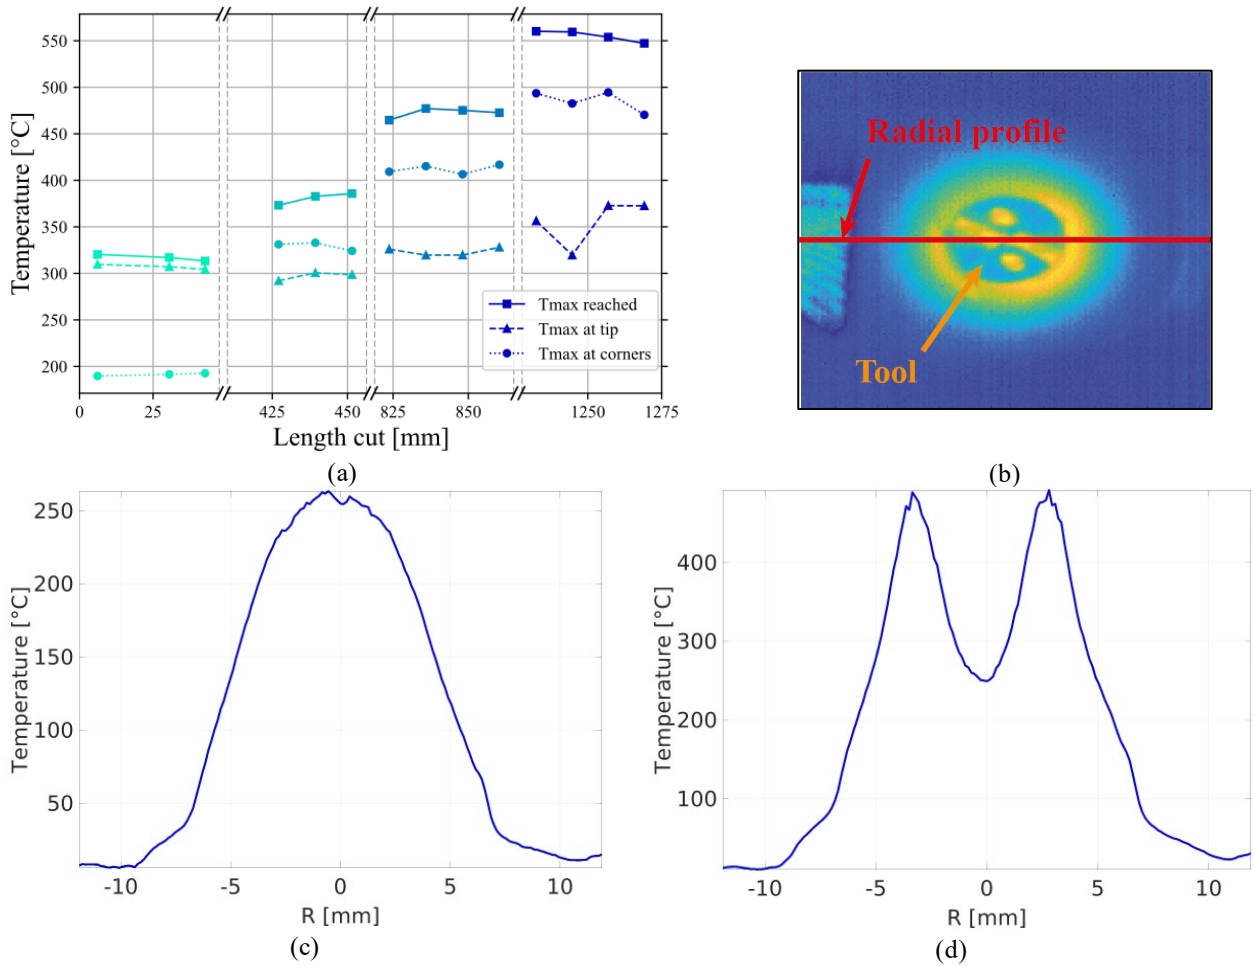 550
500
450
400
350
300
250
200
Temperature [°C]
Tmax reached
Tmax at tip
Tmax at corners
0 25 425 450 825 850 1250 1275
Length cut [mm]
(a)
Radial profile
Tool
(b)
250
200
150
100
50
Temperature [°C]
-10 -5 0 5 10
R [mm]
(c)
400
300
200
100
Temperature [°C]
-10 -5 0 5 10
R [mm]
(d)